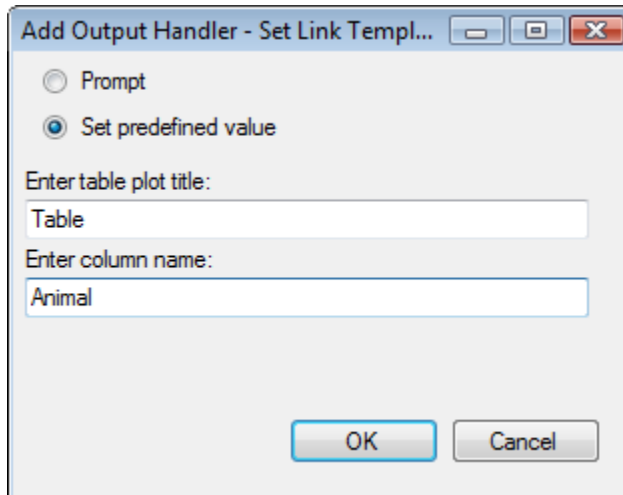 Add Output Handler - Set Link Templ...
Prompt
Set predefined value
Enter table plot title:
Table
Enter column name:
Animal
OK Cancel